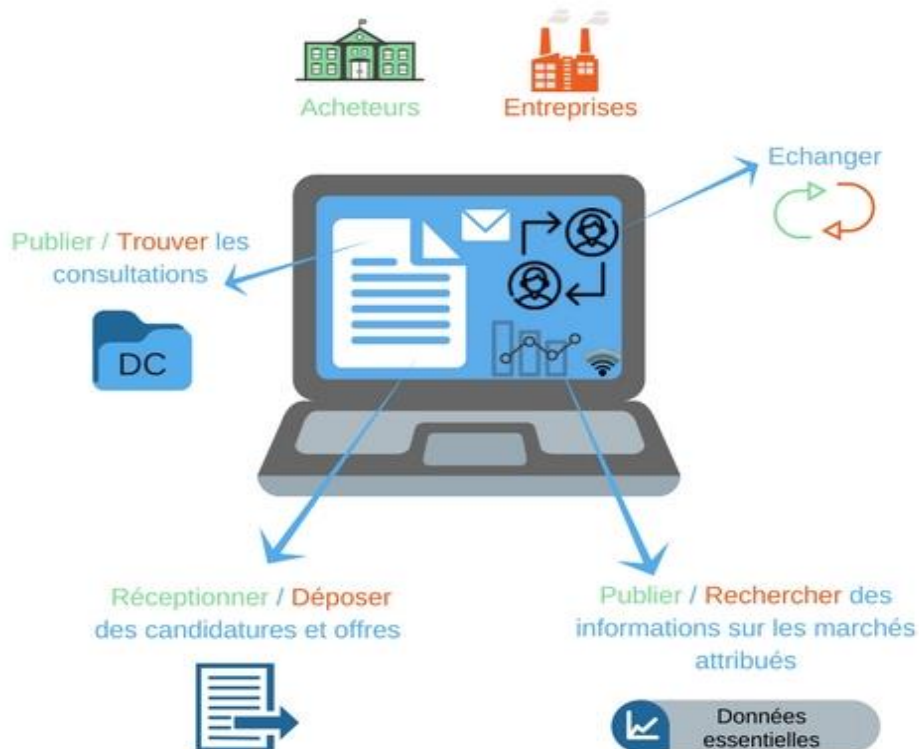 Acheteurs
Entreprises
Echanger
Publier / Trouver les
consultations
DC
Réceptionner / Déposer
des candidatures et offres
Publier / Rechercher des
informations sur les marchés
attribués
Données
essentielles